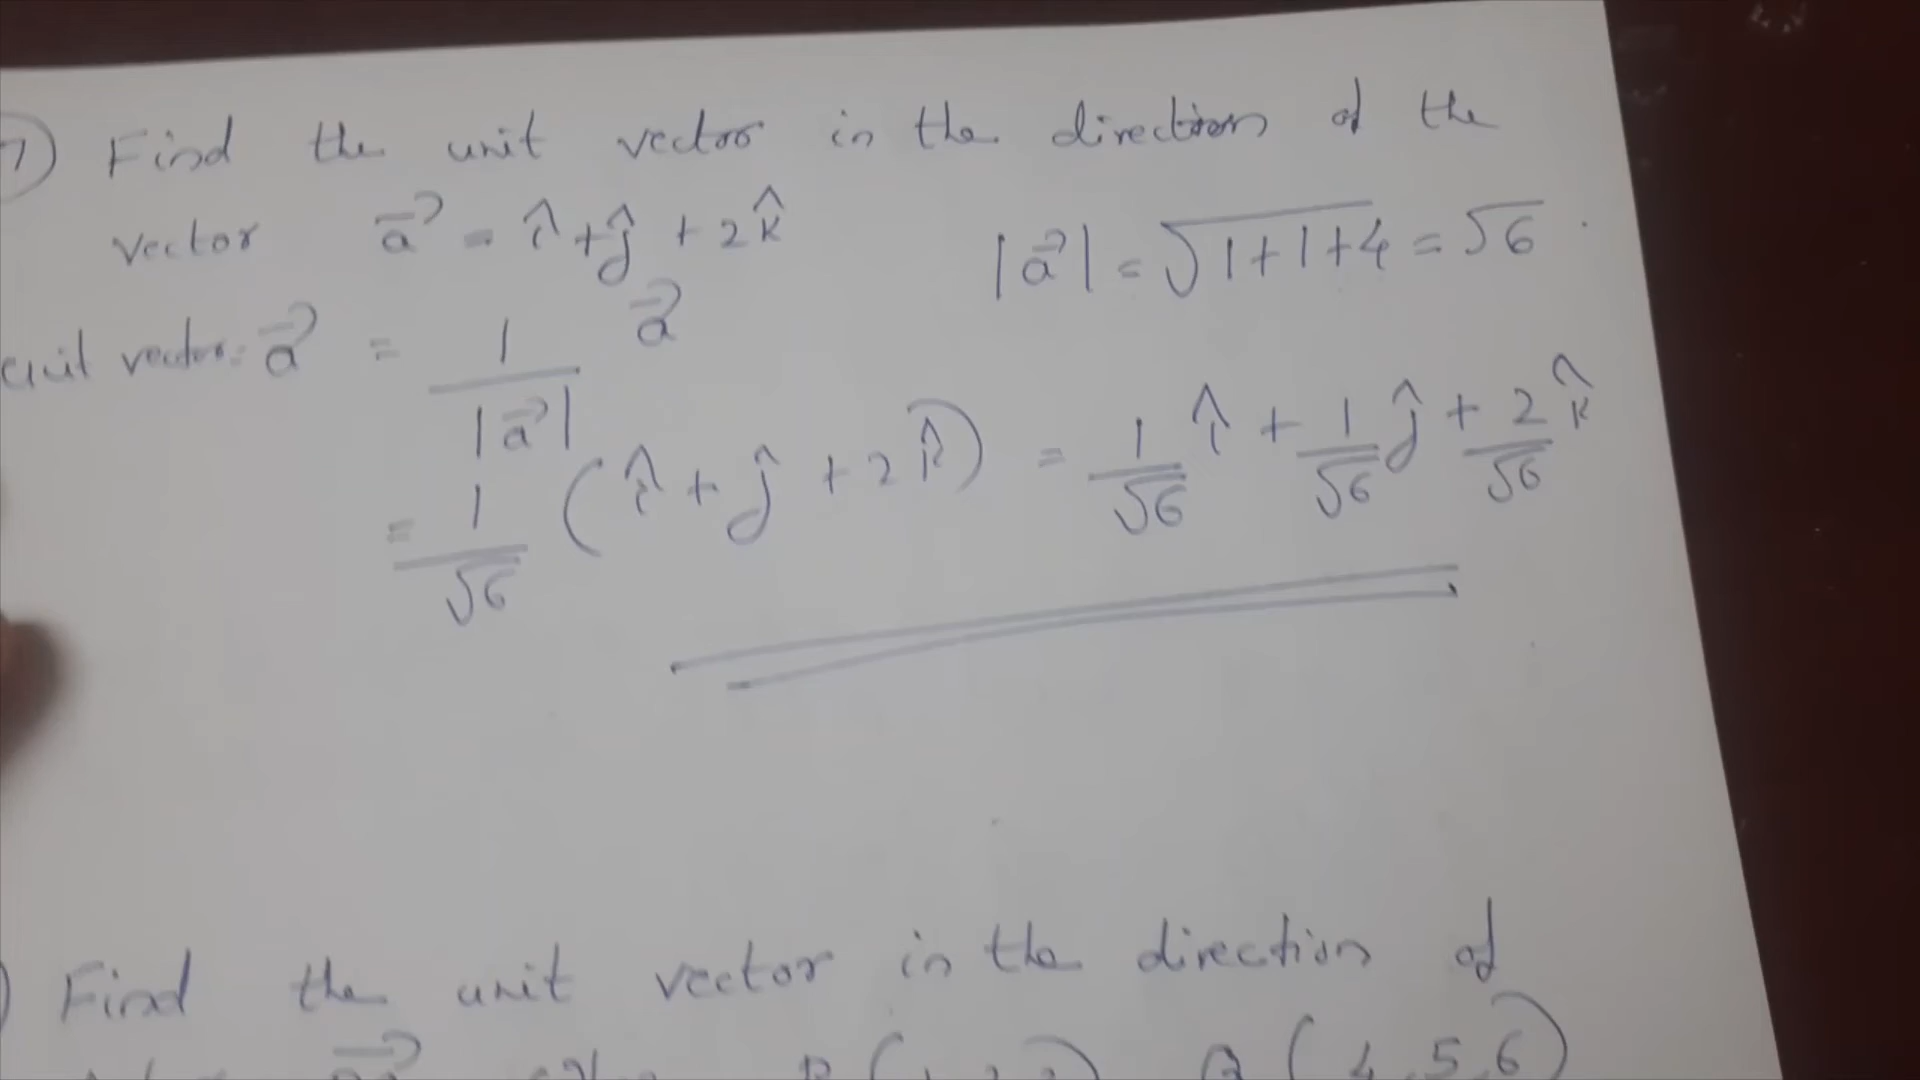 7) Find the unit vector in the direction of the
vector a⃗ = î + ĵ + 2k̂
|a⃗| = √1+1+4 = √6 .
unit vector: a⃗ = 1/|a⃗| a⃗
= 1/√6 (î + ĵ + 2k̂) = 1/√6 î + 1/√6 ĵ + 2/√6 k̂
) Find the unit vector in the direction of
Q (4,5,6)